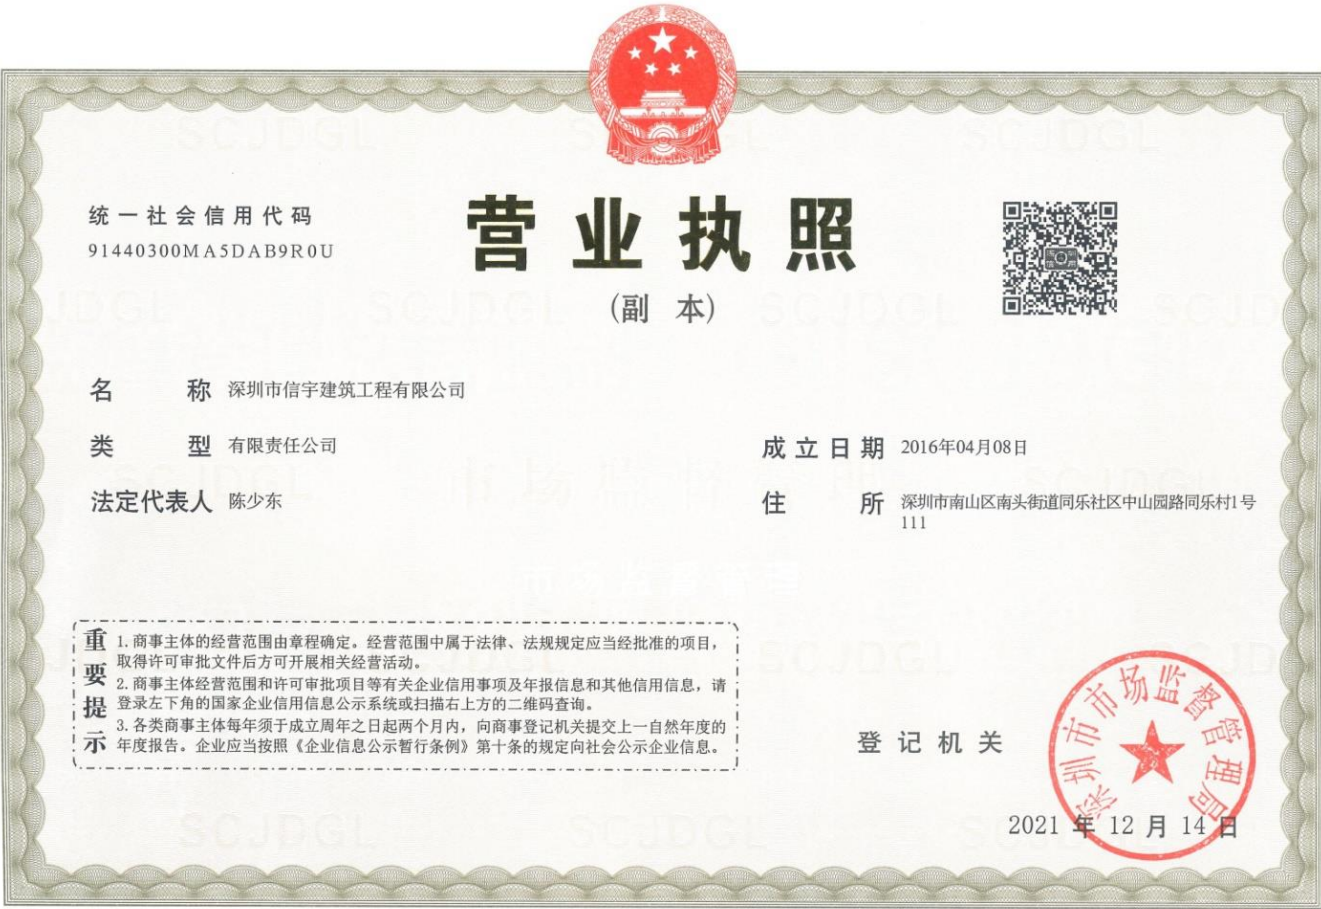 统一社会信用代码
91440300MA5DAB9R0U
营业执照
(副 本)
名 称 深圳市信宇建筑工程有限公司
类 型 有限责任公司
法定代表人 陈少东
成立日期 2016年04月08日
住 所 深圳市南山区南头街道同乐社区中山园路同乐村1号
111
重要提示
1. 商事主体的经营范围由章程确定。经营范围中属于法律、法规规定应当经批准的项目，
取得许可审批文件后方可开展相关经营活动。
2. 商事主体经营范围和许可审批项目等有关企业信用事项及年报信息和其他信用信息，请
登录左下角的国家企业信用信息公示系统或扫描右上方的二维码查询。
3. 各类商事主体每年须于成立周年之日起两个月内，向商事登记机关提交上一自然年度的
年度报告。企业应当按照《企业信息公示暂行条例》第十条的规定向社会公示企业信息。
登记机关
深圳市市场监督管理局
2021 年 12 月 14 日
SCJDGL